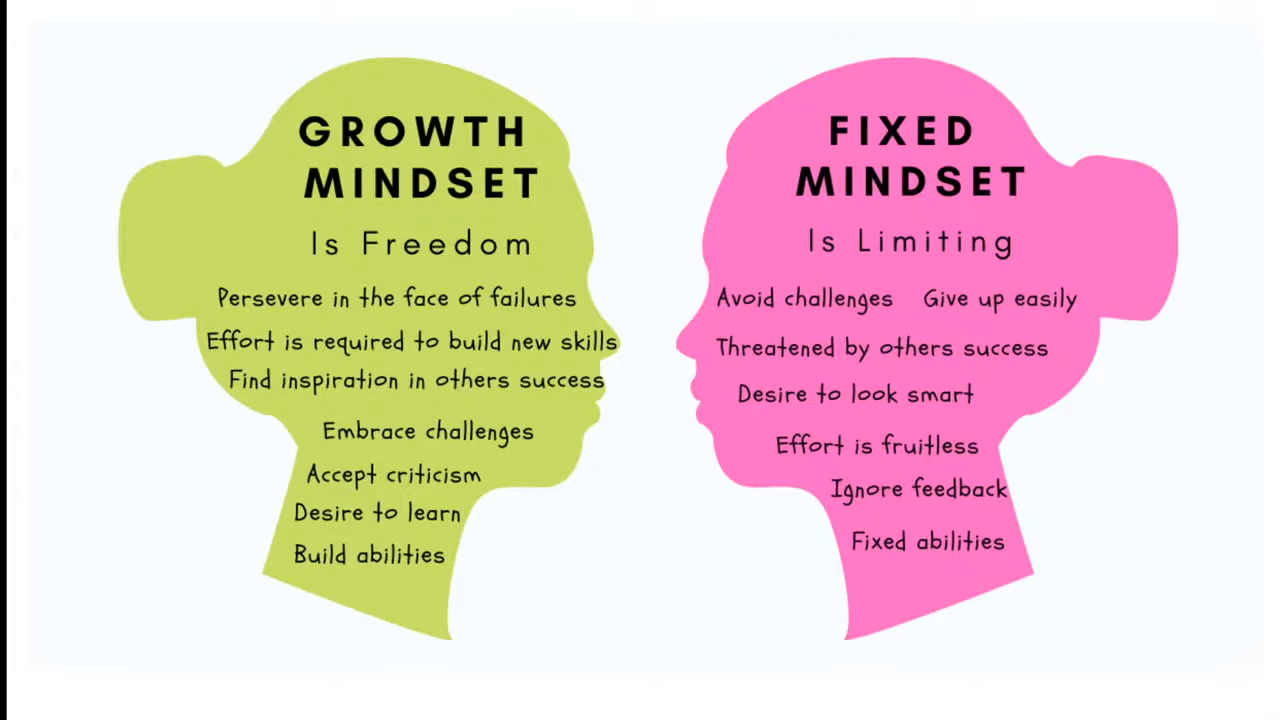 GROWTH
MINDSET
Is Freedom
Persevere in the face of failures
Effort is required to build new skills
Find inspiration in others success
Embrace challenges
Accept criticism
Desire to learn
Build abilities
FIXED
MINDSET
Is Limiting
Avoid challenges Give up easily
Threatened by others success
Desire to look smart
Effort is fruitless
Ignore feedback
Fixed abilities